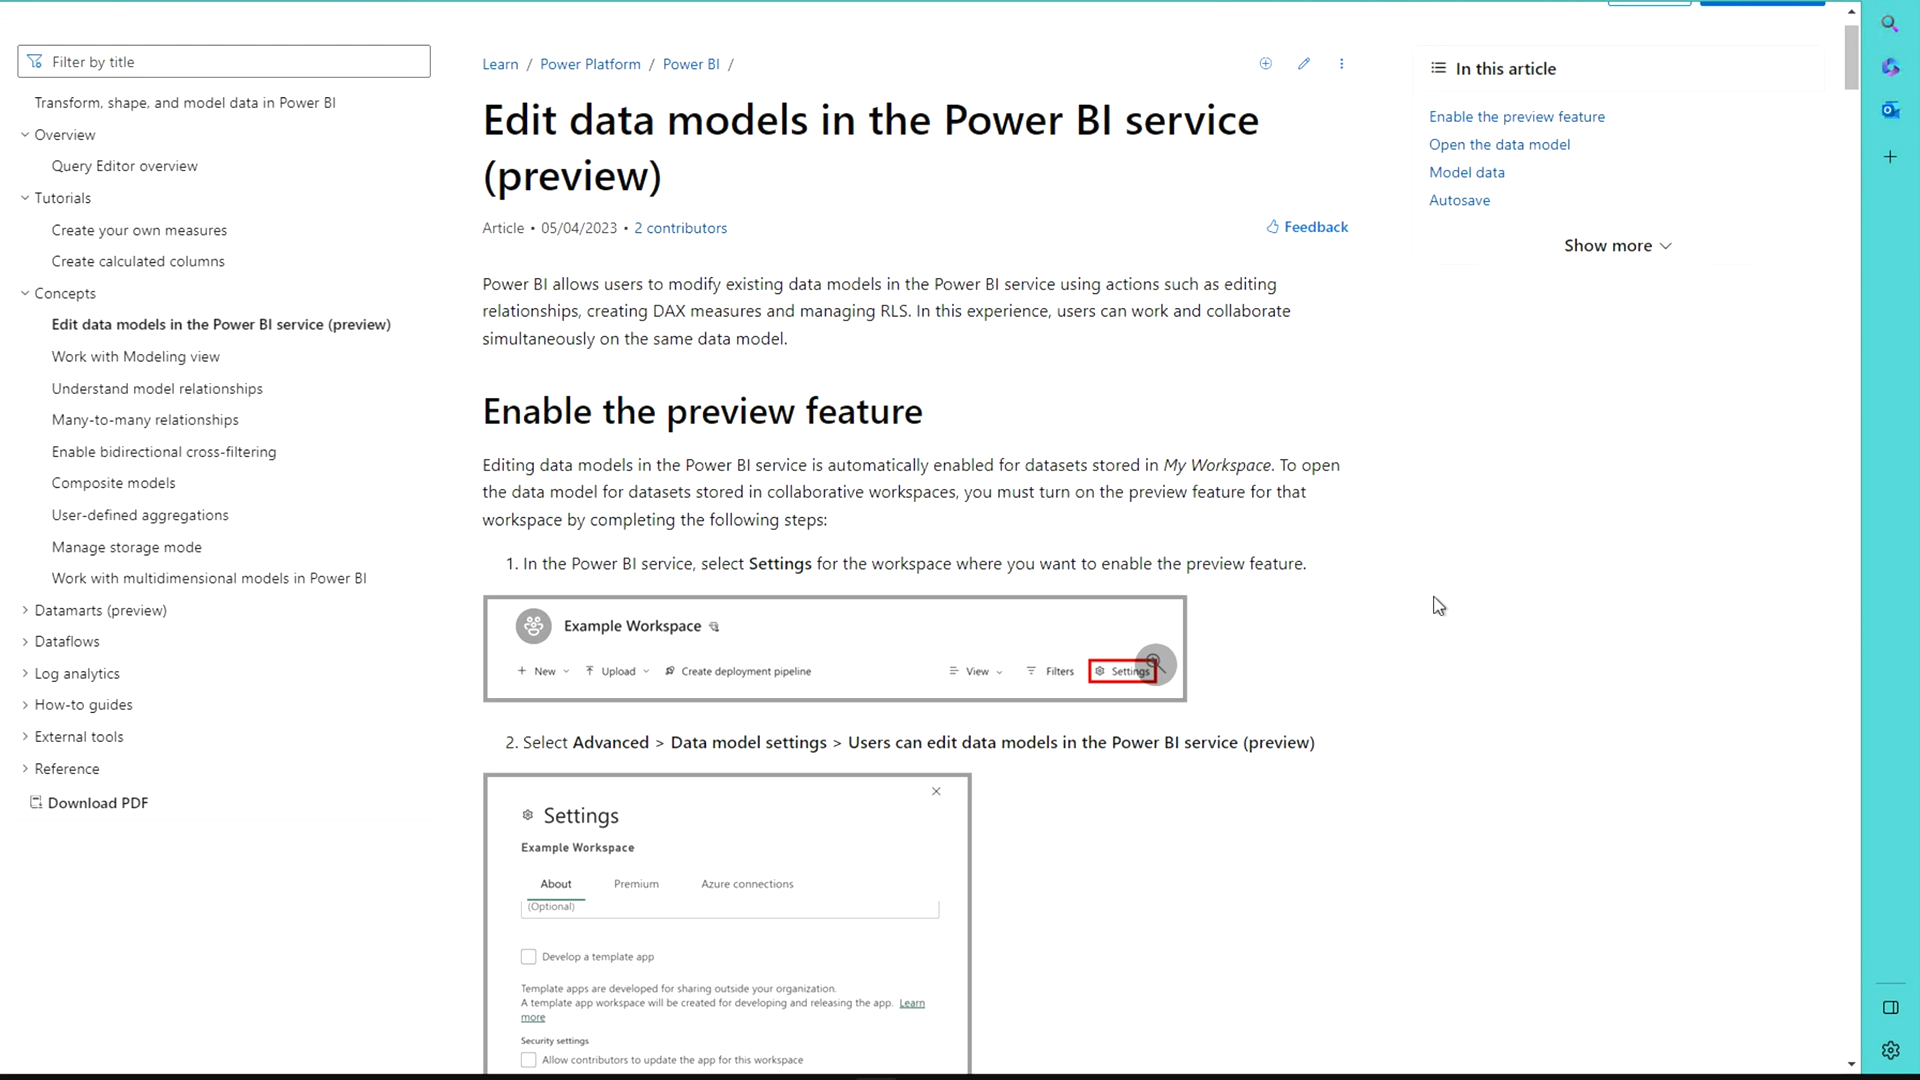 Filter by title
Transform, shape, and model data in Power BI
Overview
Query Editor overview
Tutorials
Create your own measures
Create calculated columns
Concepts
Edit data models in the Power BI service (preview)
Work with Modeling view
Understand model relationships
Many-to-many relationships
Enable bidirectional cross-filtering
Composite models
User-defined aggregations
Manage storage mode
Work with multidimensional models in Power BI
Datamarts (preview)
Dataflows
Log analytics
How-to guides
External tools
Reference
Download PDF
Learn / Power Platform / Power BI /
Edit data models in the Power BI service
(preview)
Article • 05/04/2023 • 2 contributors
Feedback
Power BI allows users to modify existing data models in the Power BI service using actions such as editing
relationships, creating DAX measures and managing RLS. In this experience, users can work and collaborate
simultaneously on the same data model.
Enable the preview feature
Editing data models in the Power BI service is automatically enabled for datasets stored in My Workspace. To open
the data model for datasets stored in collaborative workspaces, you must turn on the preview feature for that
workspace by completing the following steps:
1. In the Power BI service, select Settings for the workspace where you want to enable the preview feature.
Example Workspace
New Upload Create deployment pipeline View Filters Settings
2. Select Advanced > Data model settings > Users can edit data models in the Power BI service (preview)
Settings
Example Workspace
About Premium Azure connections
(Optional)
Develop a template app
Template apps are developed for sharing outside your organization.
A template app workspace will be created for developing and releasing the app. Learn
more
Security settings
Allow contributors to update the app for this workspace
In this article
Enable the preview feature
Open the data model
Model data
Autosave
Show more